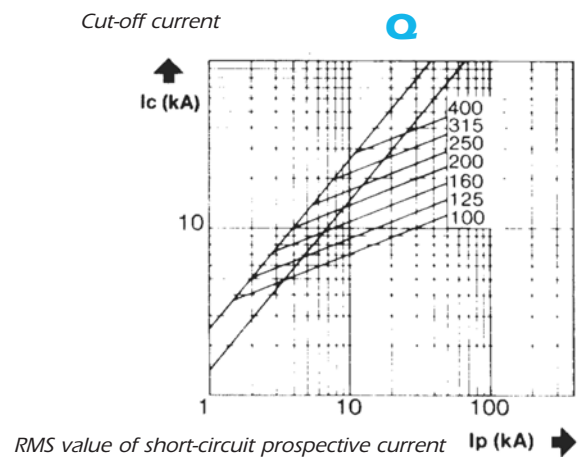 Cut-off current
Q
Ic (kA)
400
315
250
200
160
125
100
10
1
10
100
RMS value of short-circuit prospective current
Ip (kA)